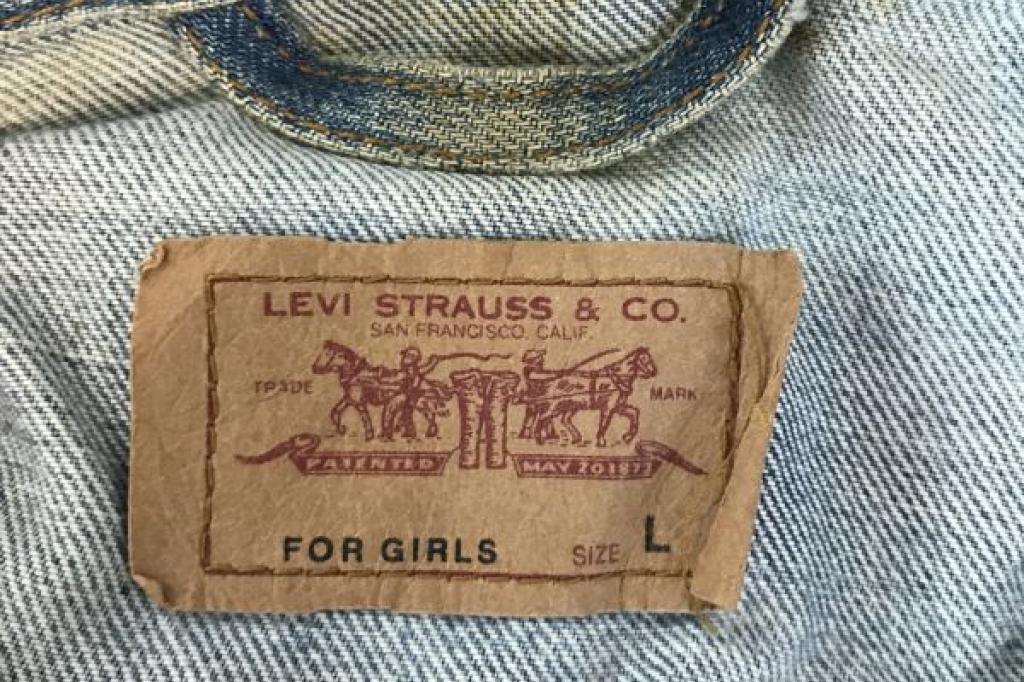 LEVI STRAUSS & CO.
SAN FRANCISCO. CALIF.
TRADE MARK
PATENTED MAY 20 1873
FOR GIRLS SIZE L